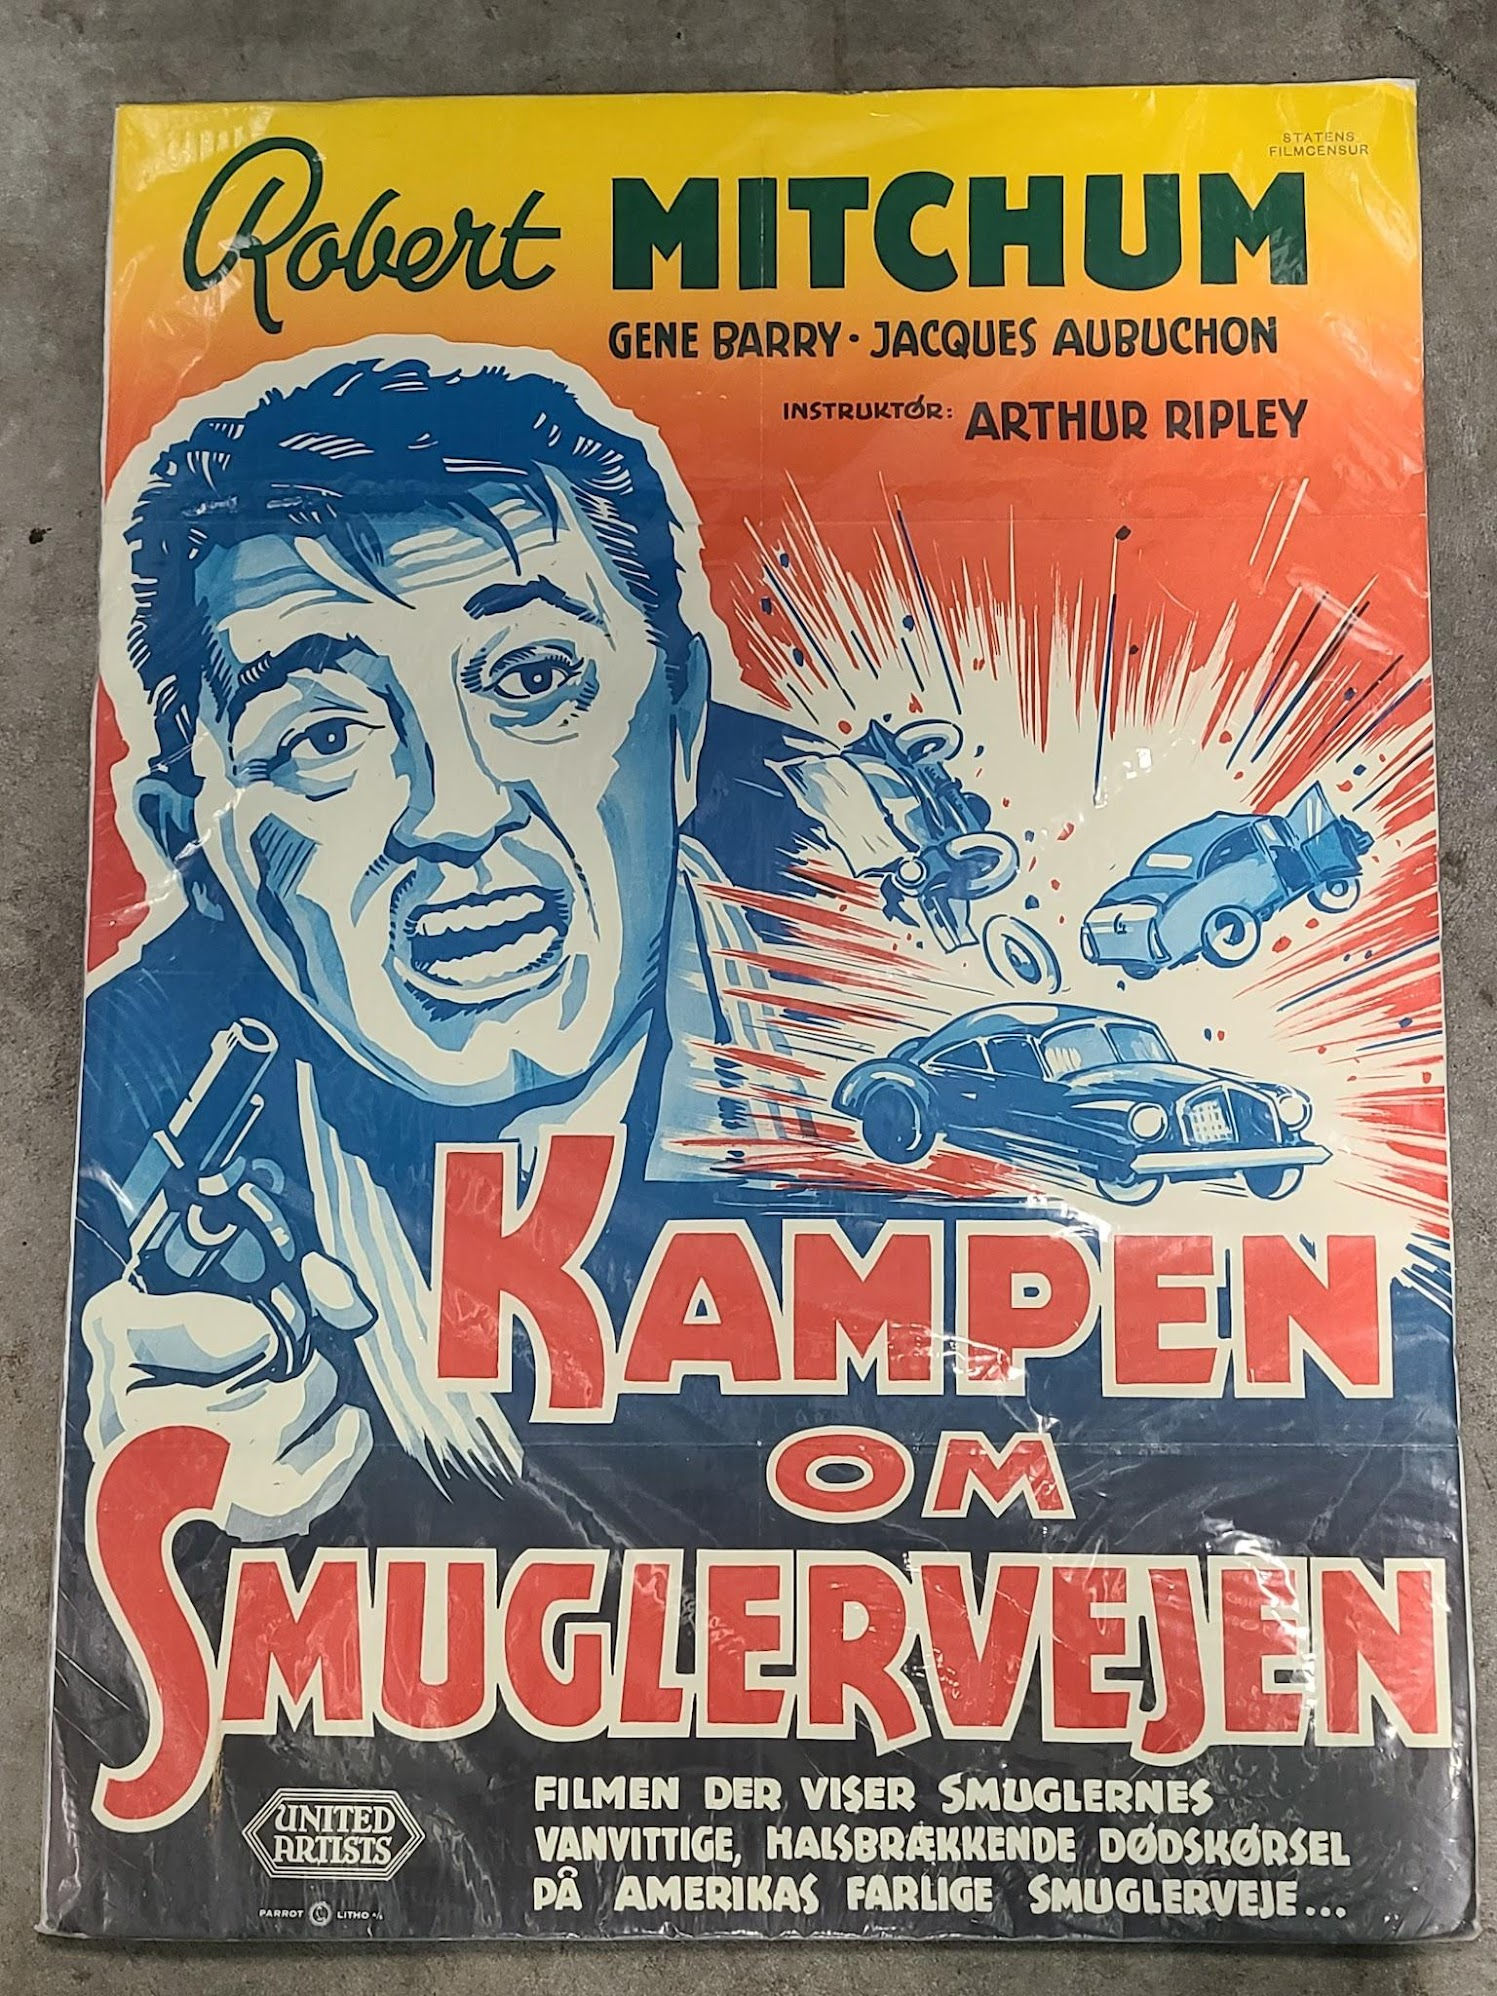 STATENS
FILMCENSUR
Robert MITCHUM
GENE BARRY · JACQUES AUBUCHON
INSTRUKTØR: ARTHUR RIPLEY
KAMPEN
OM
SMUGLERVEJEN
FILMEN DER VISER SMUGLERNES
VANVITTIGE, HALSBRÆKKENDE DØDSKØRSEL
PÅ AMERIKAS FARLIGE SMUGLERVEJE...
UNITED
ARTISTS
PARROT LITHO A/S